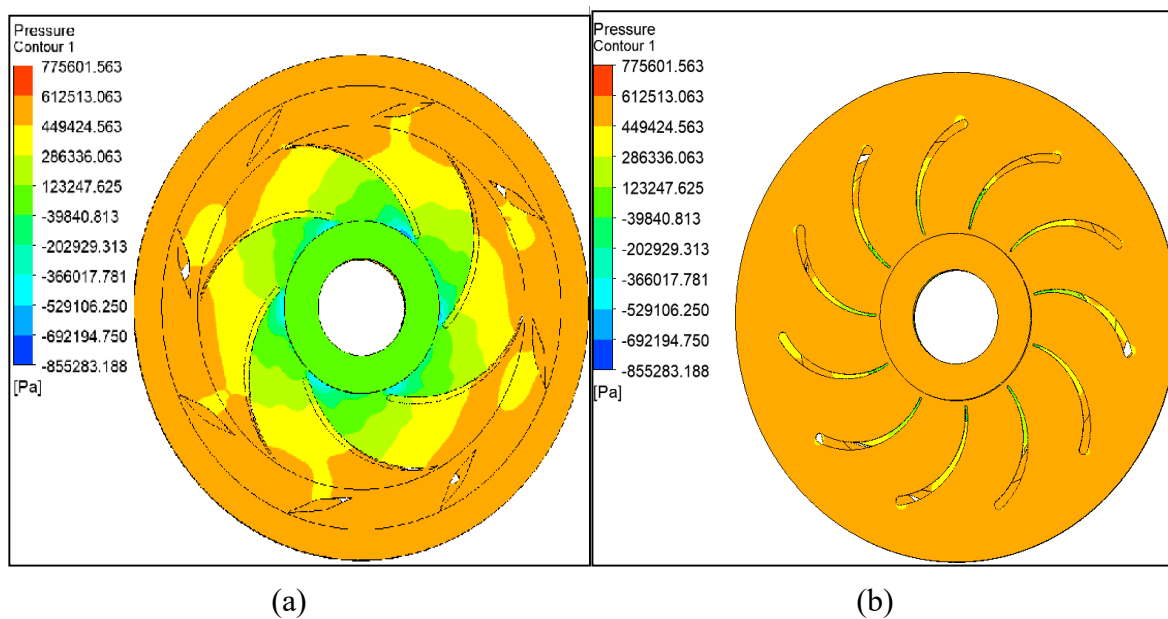 Pressure
Contour 1
775601.563
612513.063
449424.563
286336.063
123247.625
-39840.813
-202929.313
-366017.781
-529106.250
-692194.750
-855283.188
[Pa]
Pressure
Contour 1
775601.563
612513.063
449424.563
286336.063
123247.625
-39840.813
-202929.313
-366017.781
-529106.250
-692194.750
-855283.188
[Pa]
(a)
(b)